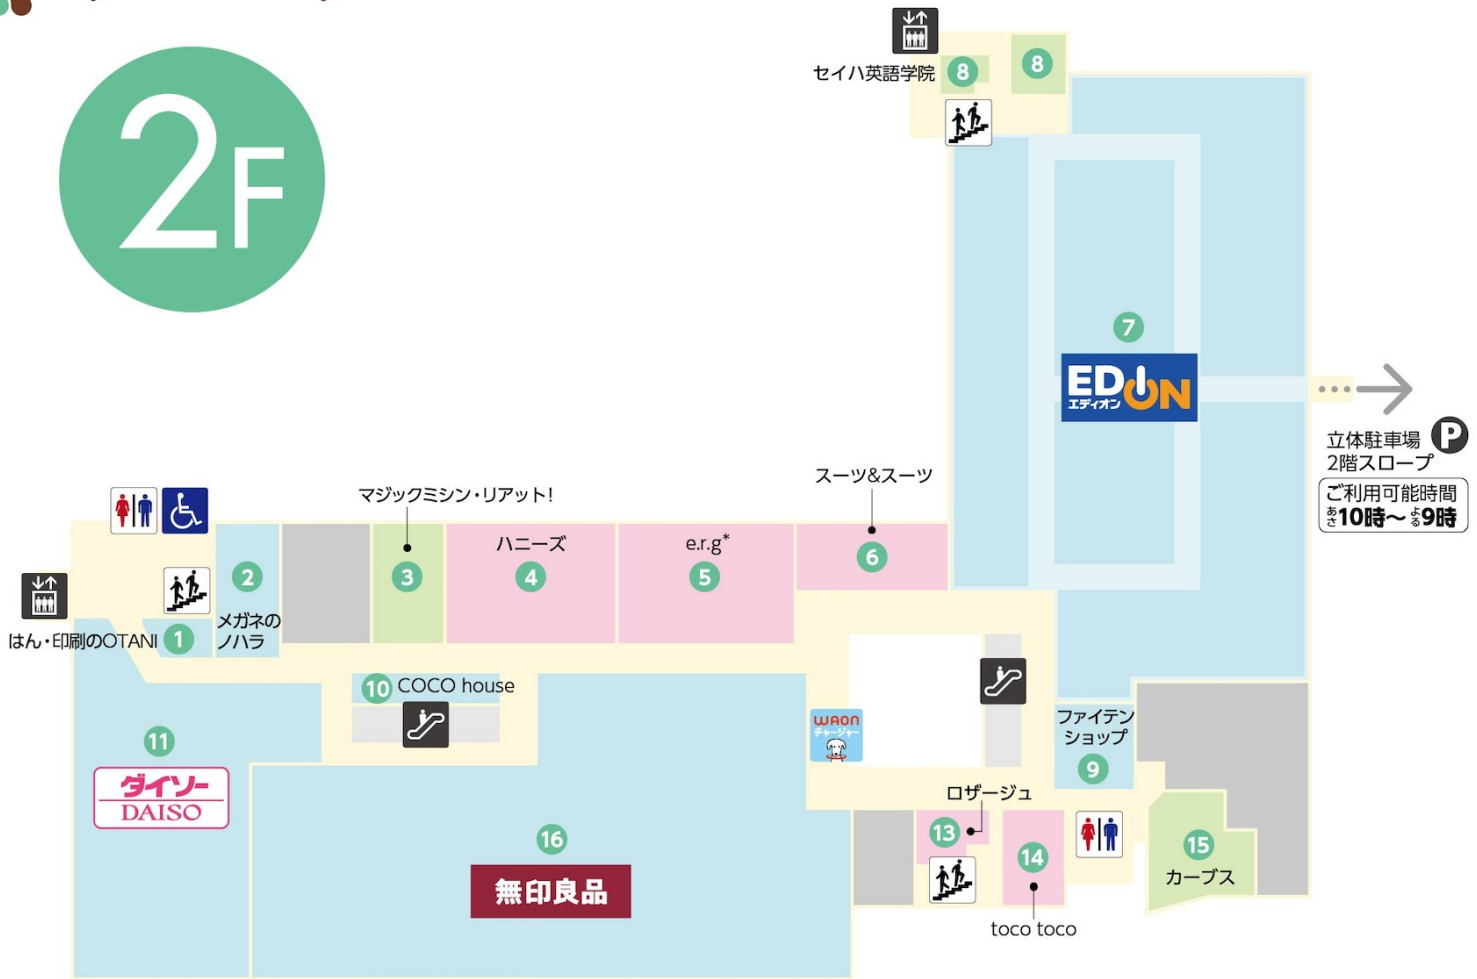 2F
セイハ英語学院
8
8
7
EDION
エディオン
立体駐車場 P
2階スロープ
ご利用可能時間
あさ10時～よる9時
スーツ&スーツ
6
マジックミシン・リアット!
3
ハニーズ
4
e.r.g*
5
2
メガネの
ノハラ
はん・印刷のOTANI 1
10 COCO house
11
ダイソー
DAISO
WAON
チャージャー
ファイテン
ショップ
9
ロザージュ
13
14
toco toco
15
カーブス
16
無印良品